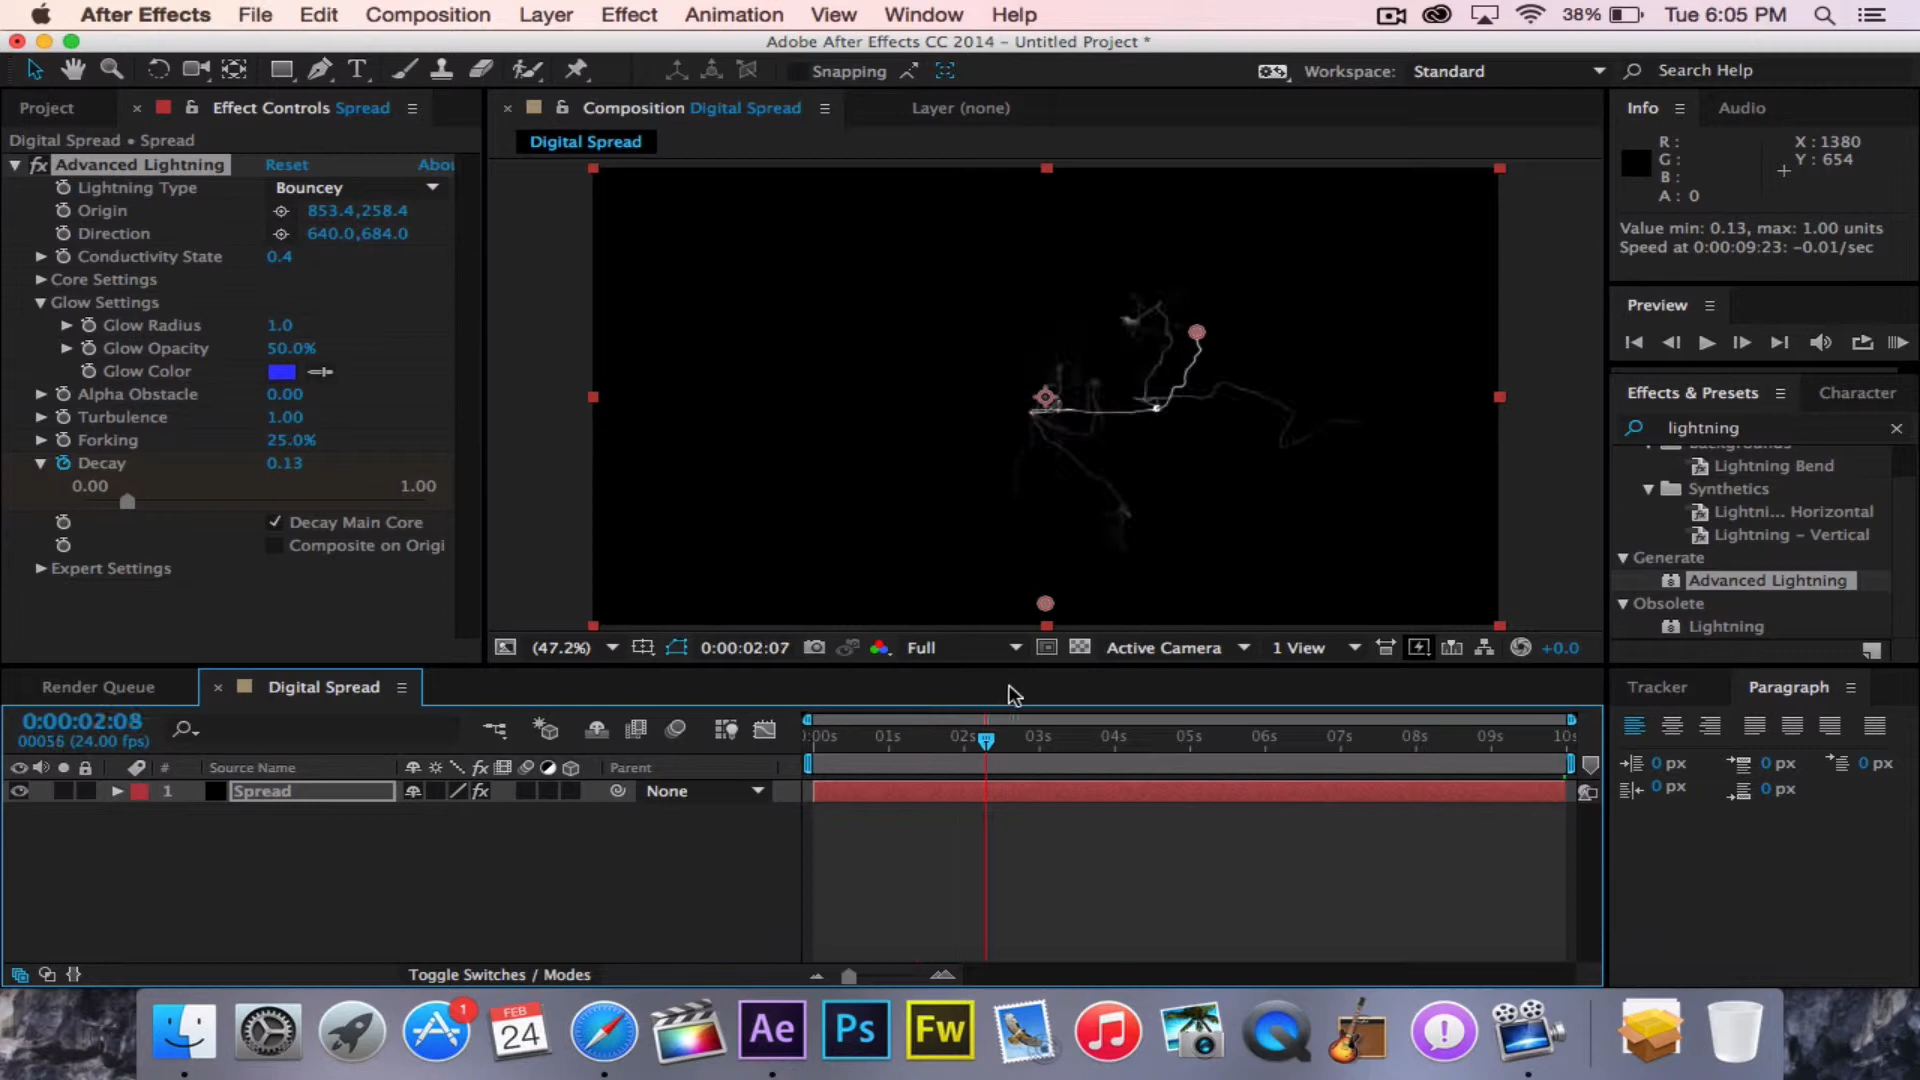 After Effects File Edit Composition Layer Effect Animation View Window Help 38% Tue 6:05 PM
Adobe After Effects CC 2014 - Untitled Project *
T Snapping Workspace: Standard Search Help
Project Effect Controls Spread Composition Digital Spread Layer (none) Info Audio
Digital Spread • Spread
Digital Spread
fx Advanced Lightning Reset Abou
Lightning Type Bouncey
Origin 853.4,258.4
Direction 640.0,684.0
Conductivity State 0.4
Core Settings
Glow Settings
Glow Radius 1.0
Glow Opacity 50.0%
Glow Color
Alpha Obstacle 0.00
Turbulence 1.00
Forking 25.0%
Decay 0.13
0.00 1.00
Decay Main Core
Composite on Origi
Expert Settings
R :
G :
B :
A : 0
X : 1380
Y : 654
Value min: 0.13, max: 1.00 units
Speed at 0:00:09:23: -0.01/sec
Preview
Effects & Presets Character
lightning
Lightning Bend
Synthetics
Lightni... Horizontal
Lightning - Vertical
Generate
Advanced Lightning
Obsolete
Lightning
(47.2%) 0:00:02:07 Full Active Camera 1 View +0.0
Render Queue Digital Spread
Tracker Paragraph
0:00:02:08
00056 (24.00 fps)
:00s 01s 02s 03s 04s 05s 06s 07s 08s 09s 10s
# Source Name fx Parent
1 Spread fx None
0 px 0 px 0 px
0 px 0 px
Toggle Switches / Modes
1
FEB
24
Ae Ps Fw